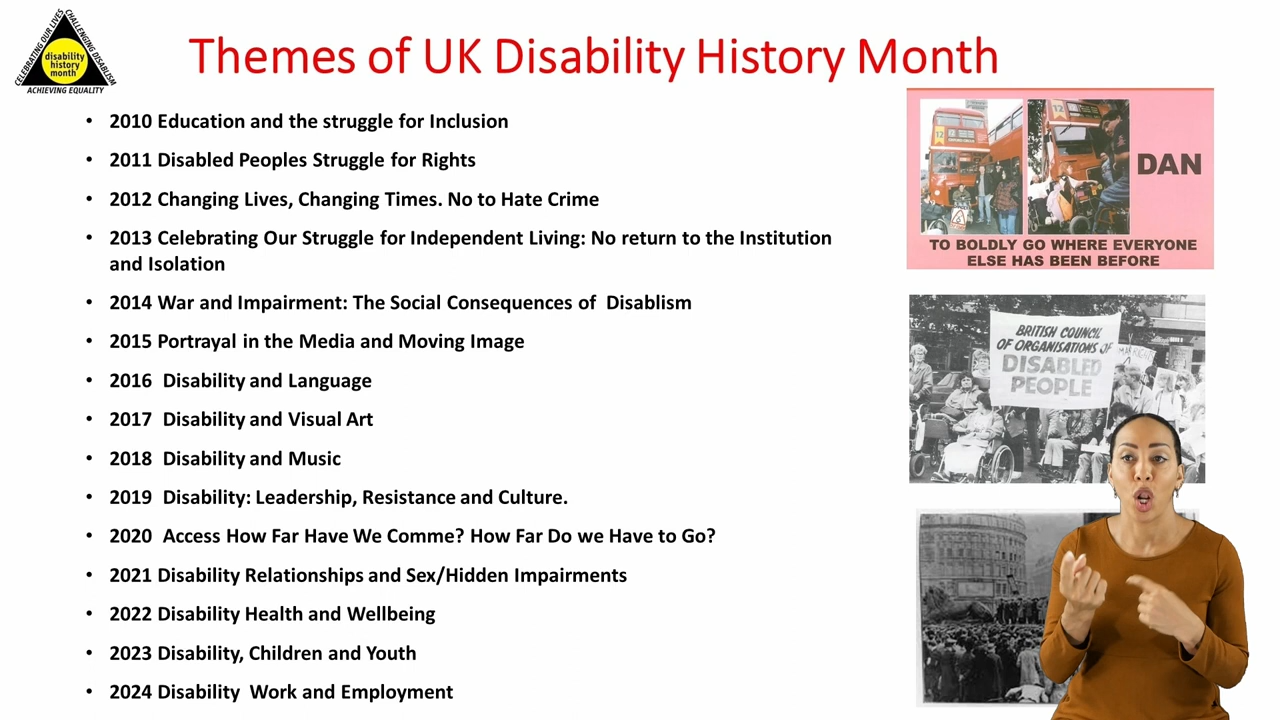 CELEBRATING OUR LIVES
CHALLENGING DISABLISM
disability
history
month
ACHIEVING EQUALITY
Themes of UK Disability History Month
• 2010 Education and the struggle for Inclusion
• 2011 Disabled Peoples Struggle for Rights
• 2012 Changing Lives, Changing Times. No to Hate Crime
• 2013 Celebrating Our Struggle for Independent Living: No return to the Institution
and Isolation
• 2014 War and Impairment: The Social Consequences of  Disablism
• 2015 Portrayal in the Media and Moving Image
• 2016  Disability and Language
• 2017  Disability and Visual Art
• 2018  Disability and Music
• 2019  Disability: Leadership, Resistance and Culture.
• 2020  Access How Far Have We Comme? How Far Do we Have to Go?
• 2021 Disability Relationships and Sex/Hidden Impairments
• 2022 Disability Health and Wellbeing
• 2023 Disability, Children and Youth
• 2024 Disability  Work and Employment
12
12
DAN
TO BOLDLY GO WHERE EVERYONE
ELSE HAS BEEN BEFORE
BRITISH COUNCIL
OF ORGANISATIONS OF
DISABLED
PEOPLE